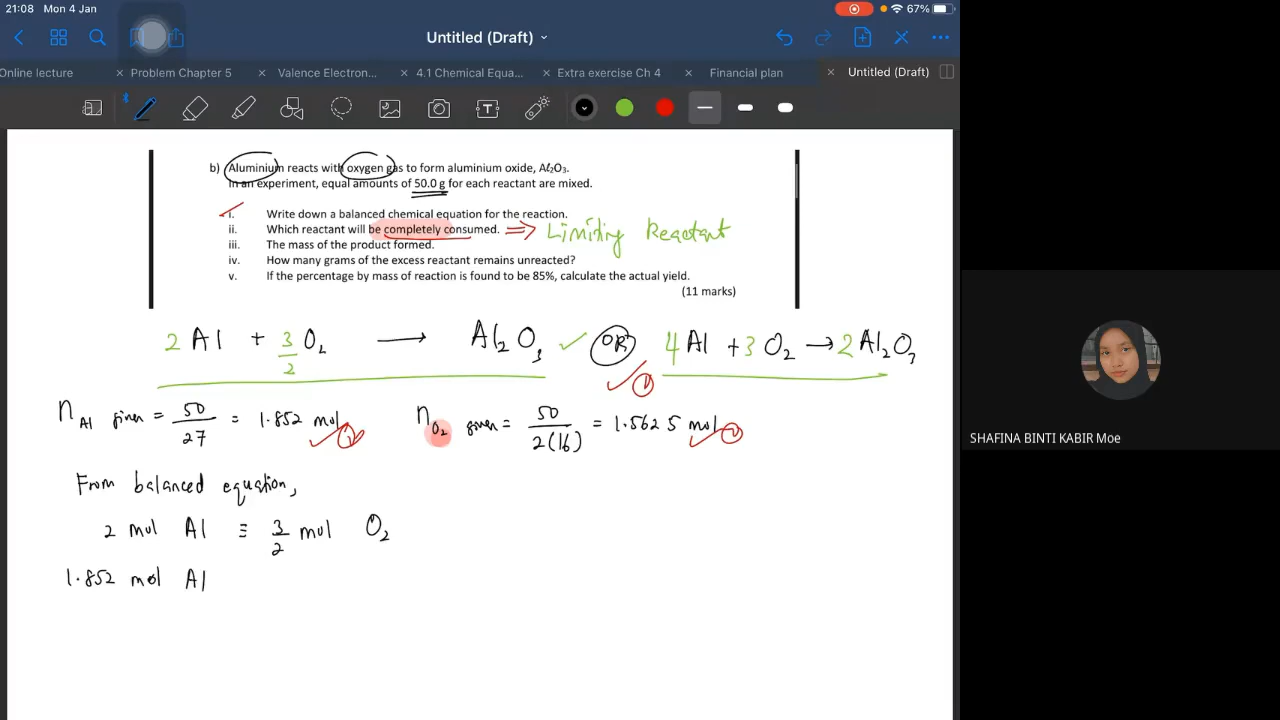 21:08 Mon 4 Jan
67%
Untitled (Draft)
Online lecture
Problem Chapter 5
Valence Electron...
4.1 Chemical Equa...
Extra exercise Ch 4
Financial plan
Untitled (Draft)
b) Aluminium reacts with oxygen gas to form aluminium oxide, Aℓ₂O₃.
In an experiment, equal amounts of 50.0 g for each reactant are mixed.
i. Write down a balanced chemical equation for the reaction.
ii. Which reactant will be completely consumed. ⇒ Limiting Reactant
iii. The mass of the product formed.
iv. How many grams of the excess reactant remains unreacted?
v. If the percentage by mass of reaction is found to be 85%, calculate the actual yield.
(11 marks)
2 Al + 3/2 O₂ → Al₂O₃ ✓ OR 4 Al + 3 O₂ → 2 Al₂O₃
✓ ①
n Al given = 50/27 = 1.852 mol ✓ ① n O₂ given = 50/2(16) = 1.5625 mol ✓ ①
From balanced equation,
2 mol Al ≡ 3/2 mol O₂
1.852 mol Al
SHAFINA BINTI KABIR Moe